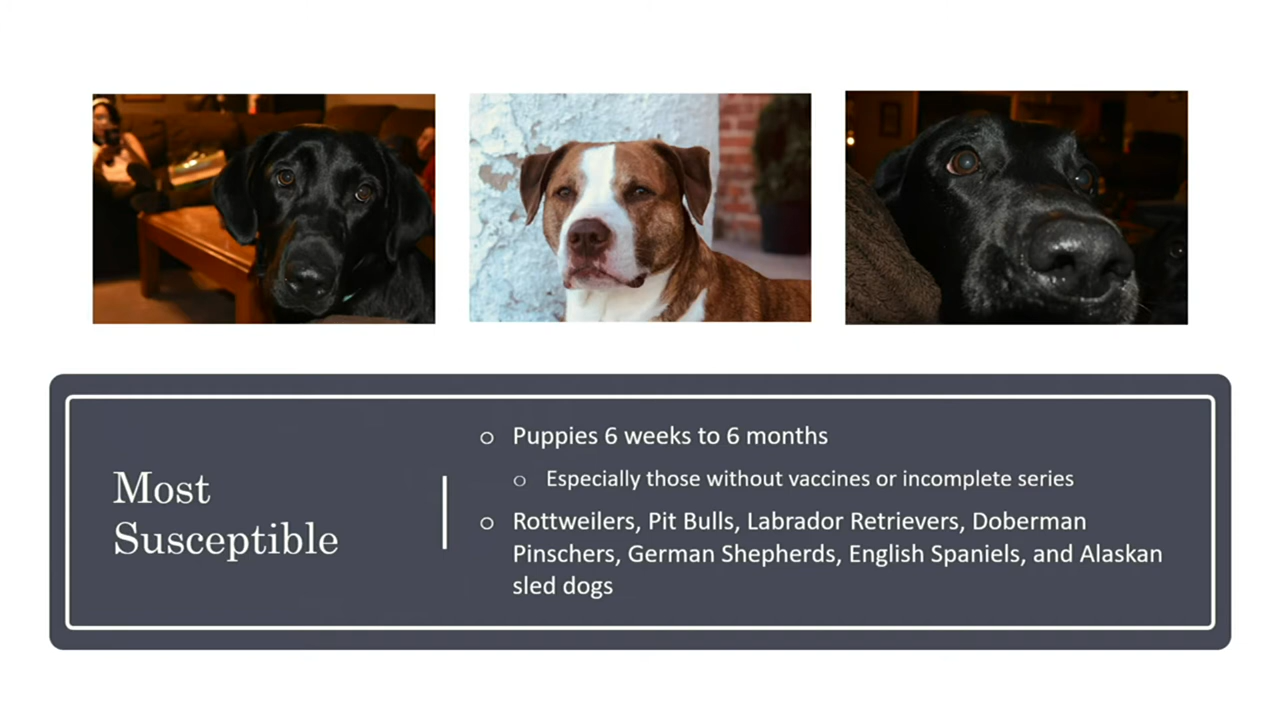 Most
Susceptible
○ Puppies 6 weeks to 6 months
○ Especially those without vaccines or incomplete series
○ Rottweilers, Pit Bulls, Labrador Retrievers, Doberman
Pinschers, German Shepherds, English Spaniels, and Alaskan
sled dogs